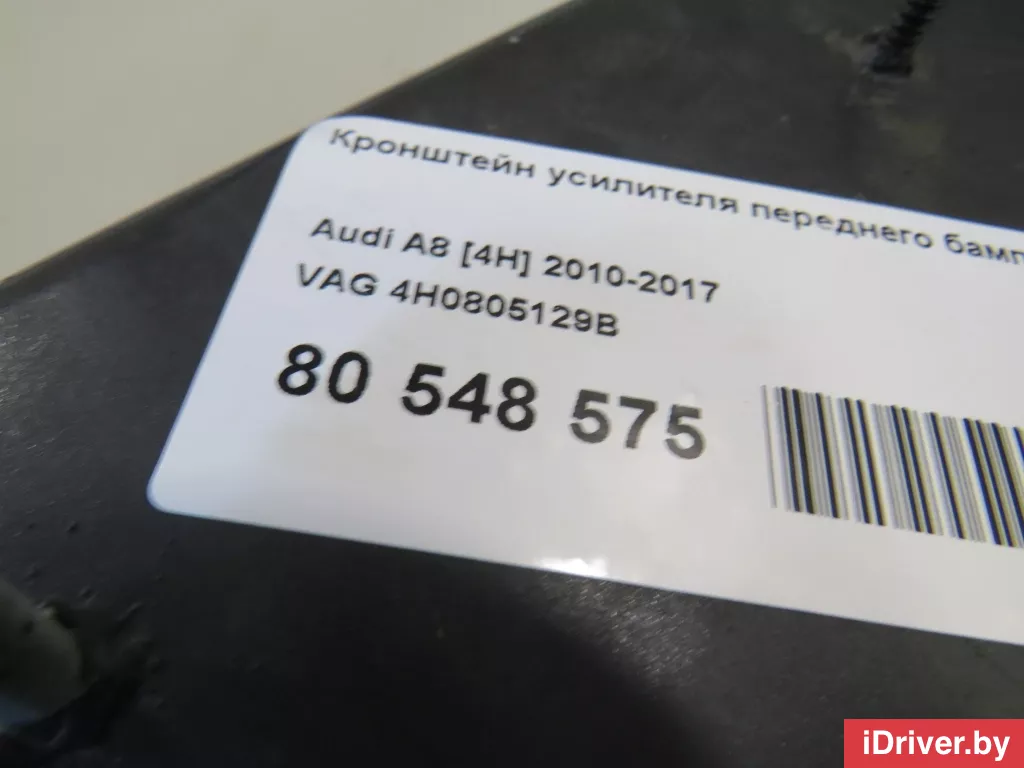 Кронштейн усилителя переднего бамп
Audi A8 [4H] 2010-2017
VAG 4H0805129B
80 548 575
iDriver.by